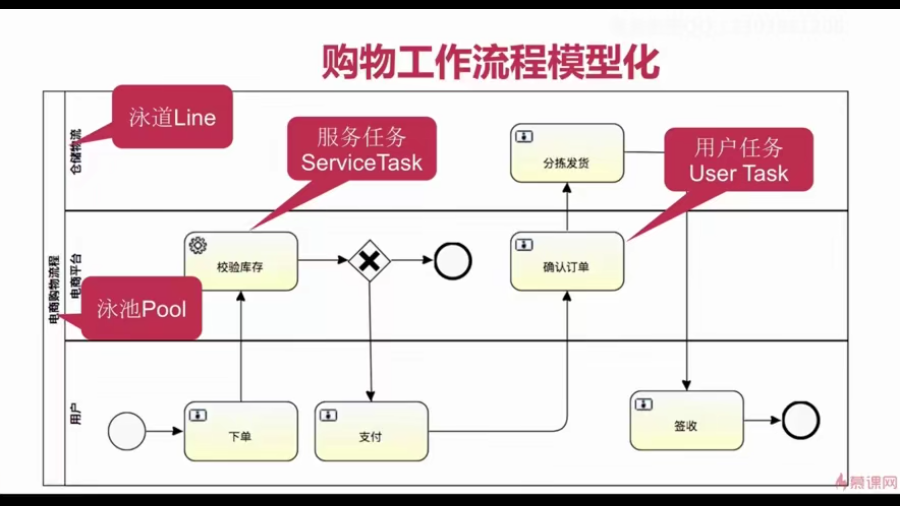 购物工作流程模型化
泳道Line
仓储物流
服务任务
ServiceTask
分拣发货
用户任务
User Task
电商购物流程
电商平台
校验库存
确认订单
泳池Pool
用户
下单
支付
签收
慕课网